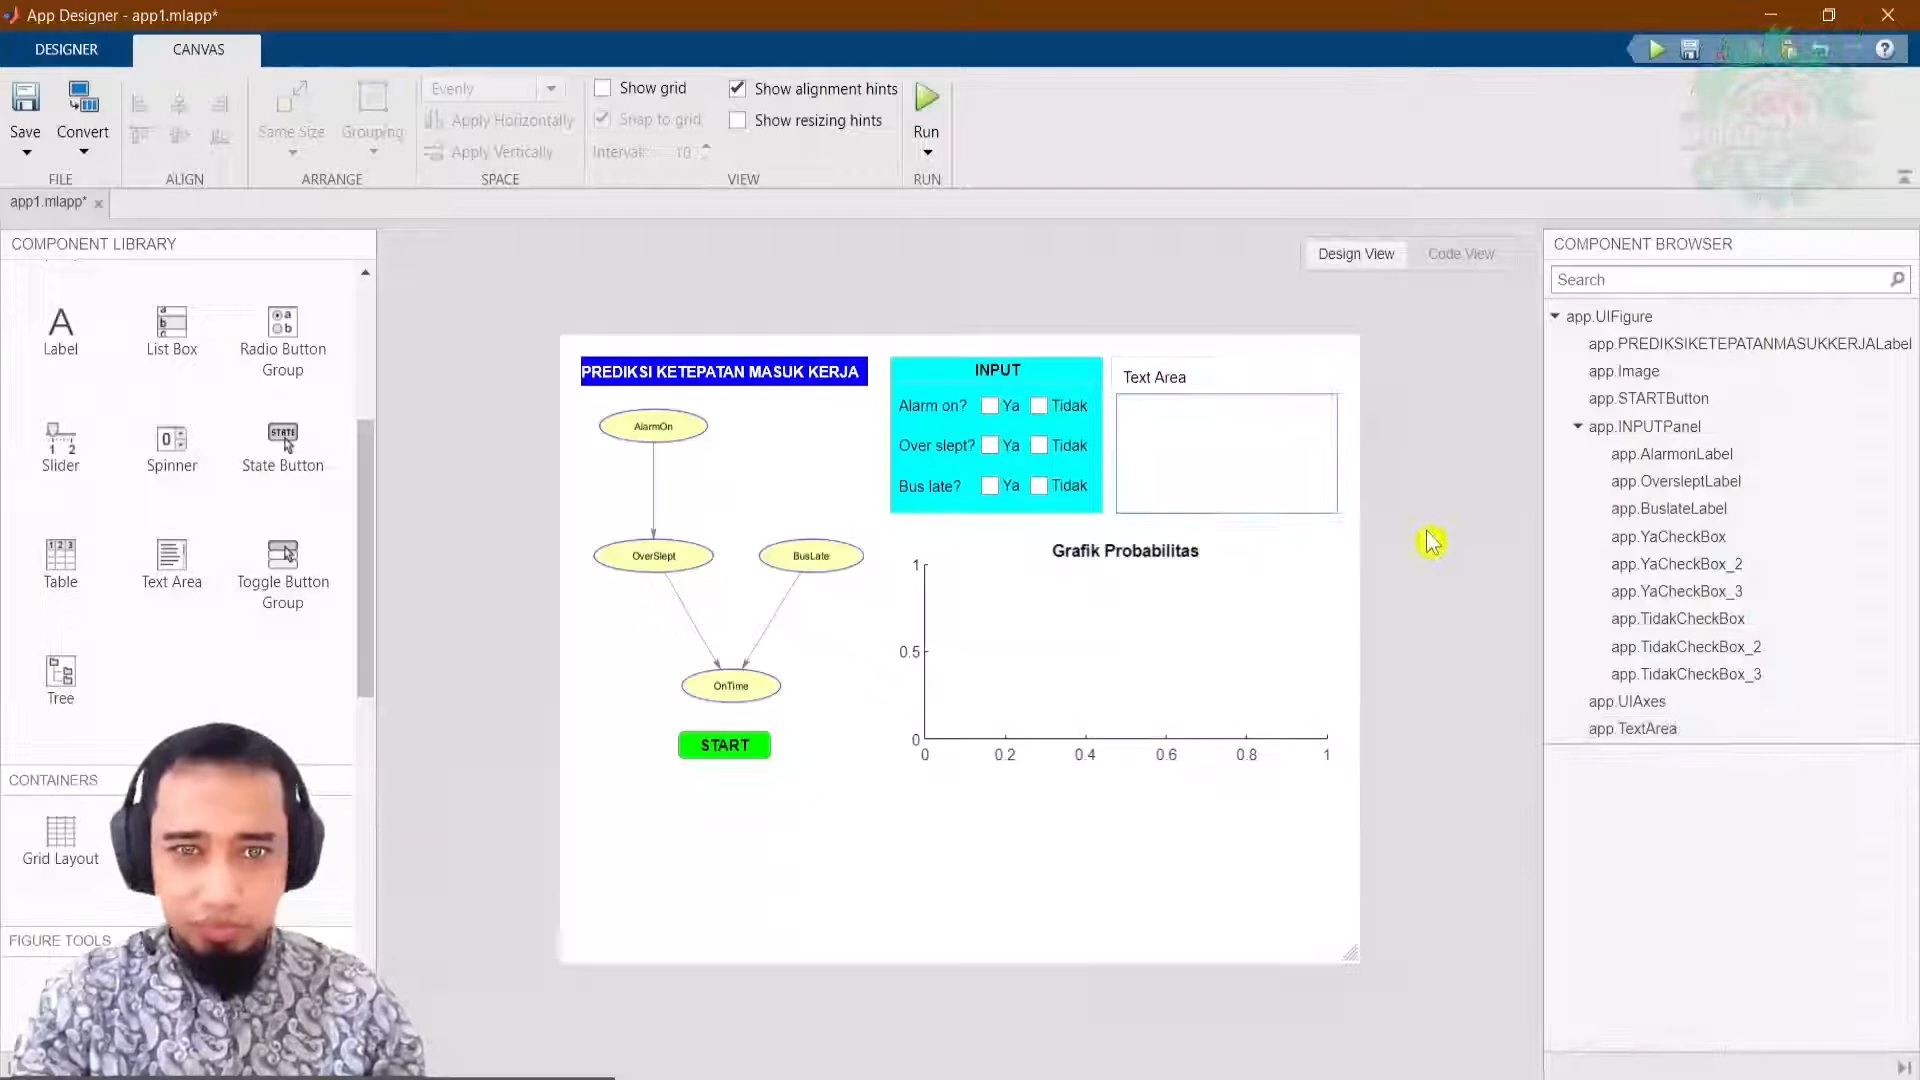 App Designer - app1.mlapp*
DESIGNER
CANVAS
Save
Convert
Same Size
Grouping
Evenly
Apply Horizontally
Apply Vertically
Show grid
Snap to grid
Interval:
10
Show alignment hints
Show resizing hints
Run
FILE
ALIGN
ARRANGE
SPACE
VIEW
RUN
app1.mlapp*
COMPONENT LIBRARY
Label
List Box
Radio Button
Group
Slider
Spinner
STATE
State Button
Table
Text Area
Toggle Button
Group
Tree
CONTAINERS
Grid Layout
FIGURE TOOLS
Design View
Code View
PREDIKSI KETEPATAN MASUK KERJA
AlarmOn
OverSlept
BusLate
OnTime
START
INPUT
Alarm on? Ya Tidak
Over slept? Ya Tidak
Bus late? Ya Tidak
Text Area
Grafik Probabilitas
1
0.5
0
0 0.2 0.4 0.6 0.8 1
COMPONENT BROWSER
Search
app.UIFigure
app.PREDIKSIKETEPATANMASUKKERJALabel
app.Image
app.STARTButton
app.INPUTPanel
app.AlarmonLabel
app.OversleptLabel
app.BuslateLabel
app.YaCheckBox
app.YaCheckBox_2
app.YaCheckBox_3
app.TidakCheckBox
app.TidakCheckBox_2
app.TidakCheckBox_3
app.UIAxes
app.TextArea